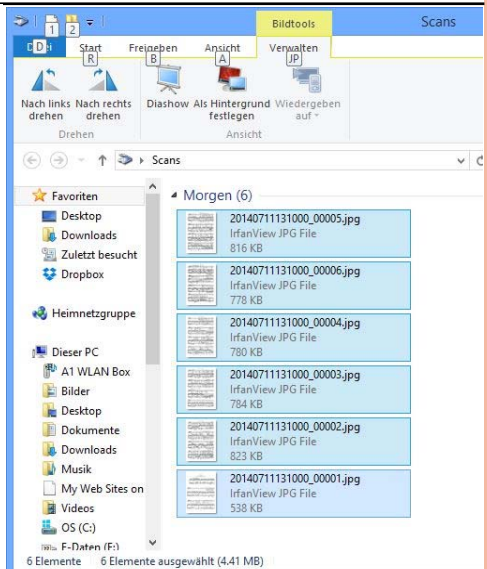 Bildtools
Scans
1
2
D
Start
Freigeben
Ansicht
Verwalten
R
B
A
JP
Nach links drehen
Nach rechts drehen
Diashow
Als Hintergrund festlegen
Wiedergeben auf
Drehen
Ansicht
Scans
Favoriten
Desktop
Downloads
Zuletzt besucht
Dropbox
Heimnetzgruppe
Dieser PC
A1 WLAN Box
Bilder
Desktop
Dokumente
Downloads
Musik
My Web Sites on
Videos
OS (C:)
E-Daten (F:)
Morgen (6)
20140711131000_00005.jpg
IrfanView JPG File
816 KB
20140711131000_00006.jpg
IrfanView JPG File
778 KB
20140711131000_00004.jpg
IrfanView JPG File
780 KB
20140711131000_00003.jpg
IrfanView JPG File
784 KB
20140711131000_00002.jpg
IrfanView JPG File
823 KB
20140711131000_00001.jpg
IrfanView JPG File
538 KB
6 Elemente
6 Elemente ausgewählt (4.41 MB)